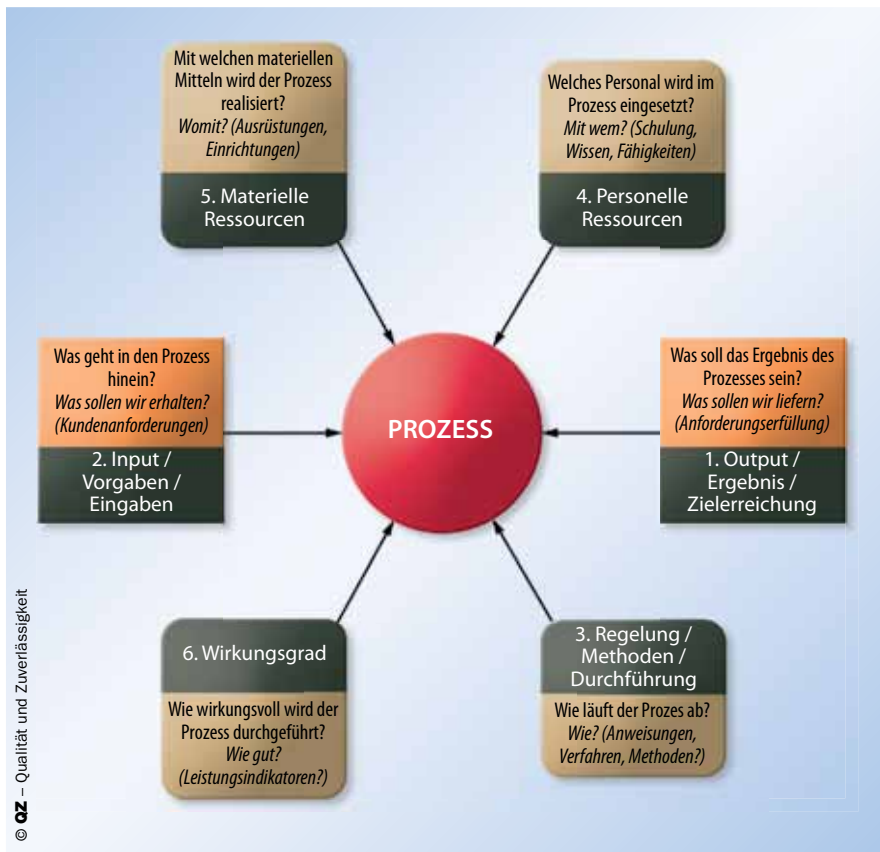 Mit welchen materiellen
Mitteln wird der Prozess
realisiert?
Womit? (Ausrüstungen,
Einrichtungen)
5. Materielle
Ressourcen
Welches Personal wird im
Prozess eingesetzt?
Mit wem? (Schulung,
Wissen, Fähigkeiten)
4. Personelle
Ressourcen
Was geht in den Prozess
hinein?
Was sollen wir erhalten?
(Kundenanforderungen)
2. Input /
Vorgaben /
Eingaben
PROZESS
Was soll das Ergebnis des
Prozesses sein?
Was sollen wir liefern?
(Anforderungserfüllung)
1. Output /
Ergebnis /
Zielerreichung
6. Wirkungsgrad
Wie wirkungsvoll wird der
Prozess durchgeführt?
Wie gut?
(Leistungsindikatoren?)
3. Regelung /
Methoden /
Durchführung
Wie läuft der Prozes ab?
Wie? (Anweisungen,
Verfahren, Methoden?)
© QZ – Qualität und Zuverlässigkeit